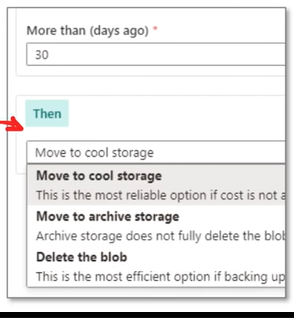 More than (days ago) *
30
Then
Move to cool storage
Move to cool storage
This is the most reliable option if cost is not a
Move to archive storage
Archive storage does not fully delete the blob
Delete the blob
This is the most efficient option if backing up